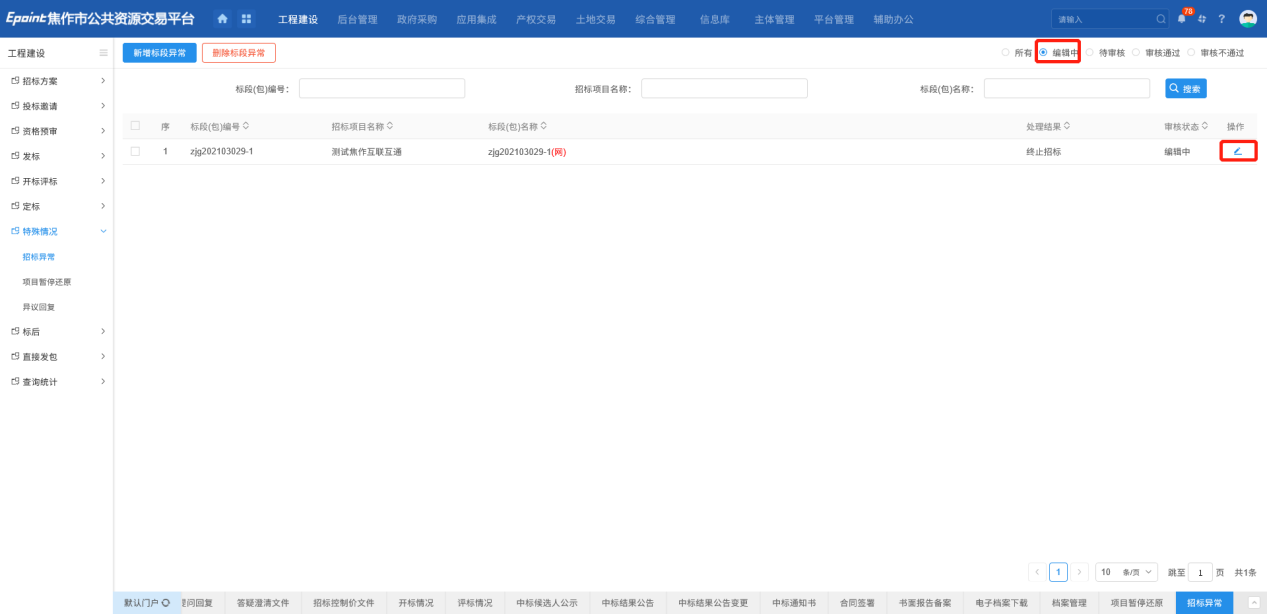 Epoint焦作市公共资源交易平台 工程建设 后台管理 政府采购 应用集成 产权交易 土地交易 综合管理 信息库 主体管理 平台管理 辅助办公 请输入 78 ?
工程建设
新增标段异常 删除标段异常 所有 编辑中 待审核 审核通过 审核不通过
招标方案
投标邀请
资格预审
发标
开标评标
定标
特殊情况
招标异常
项目暂停还原
异议回复
标后
直接发包
查询统计
标段(包)编号： 招标项目名称： 标段(包)名称： 搜索
序 标段(包)编号 招标项目名称 标段(包)名称 处理结果 审核状态 操作
1 zjg202103029-1 测试焦作互联互通 zjg202103029-1(网) 终止招标 编辑中
1 10 条/页 跳至 1 页 共1条
默认门户 问回复 答疑澄清文件 招标控制价文件 开标情况 评标情况 中标候选人公示 中标结果公告 中标结果公告变更 中标通知书 合同签署 书面报告备案 电子档案下载 档案管理 项目暂停还原 招标异常